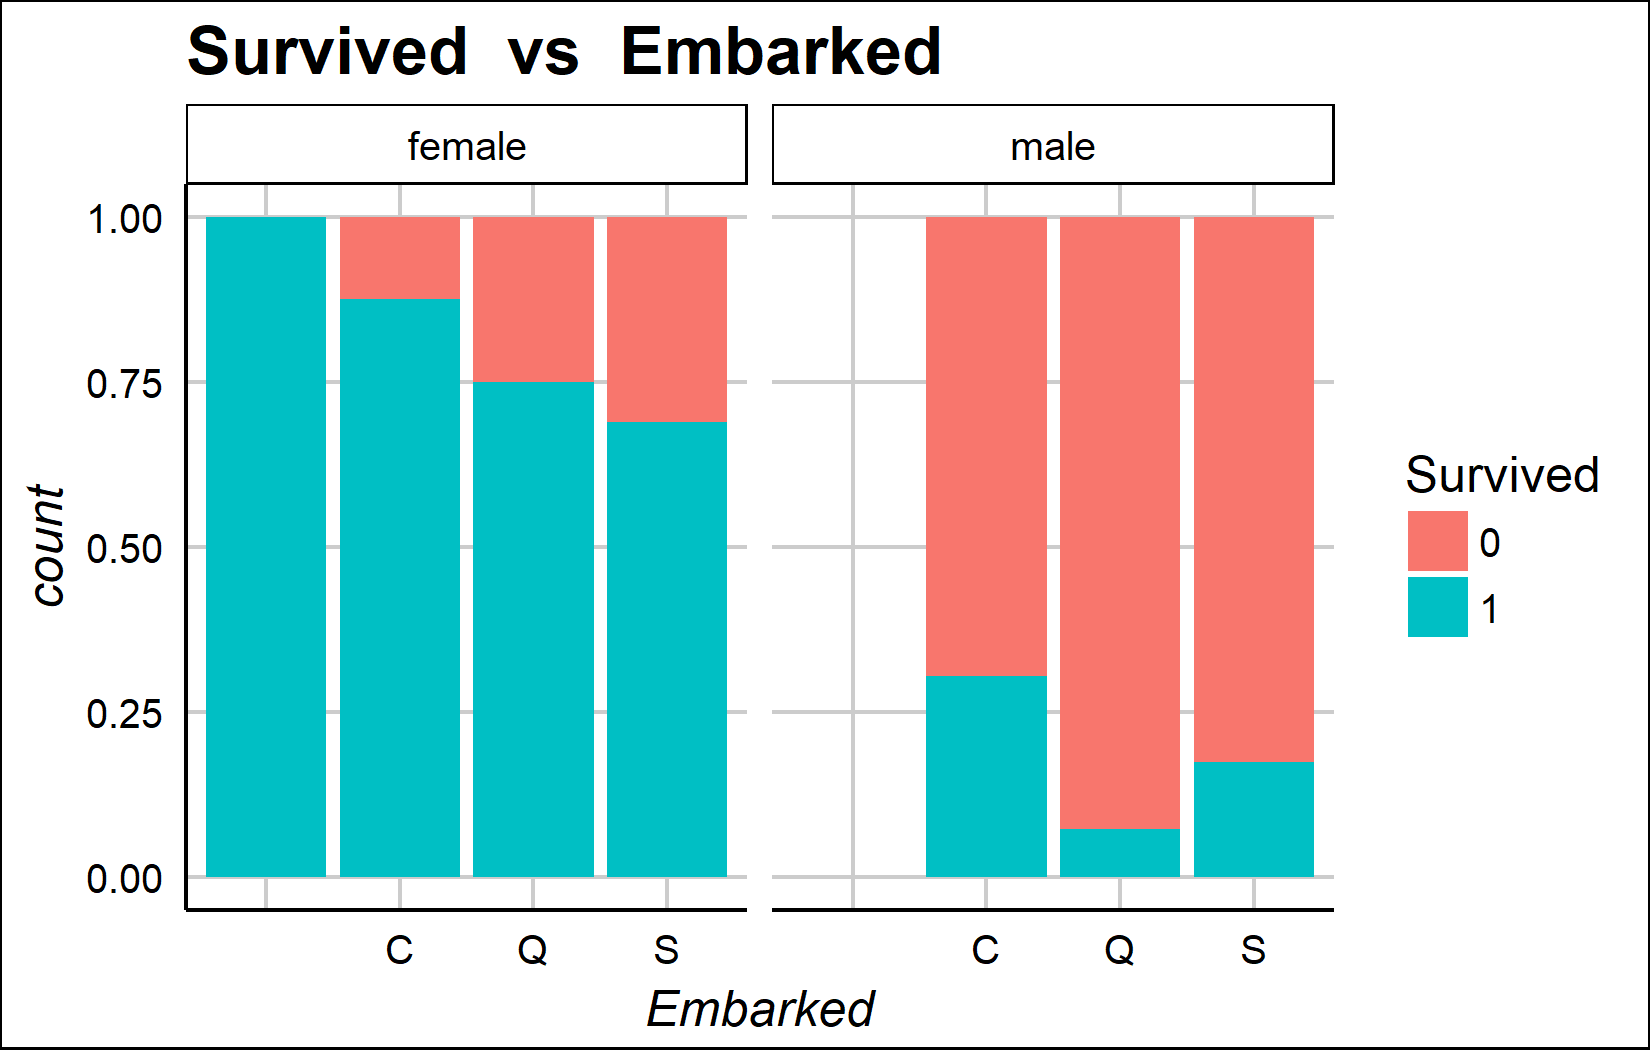 Survived vs Embarked
female male
1.00
0.75
0.50
0.25
0.00
count
C Q S C Q S
Embarked
Survived
0
1